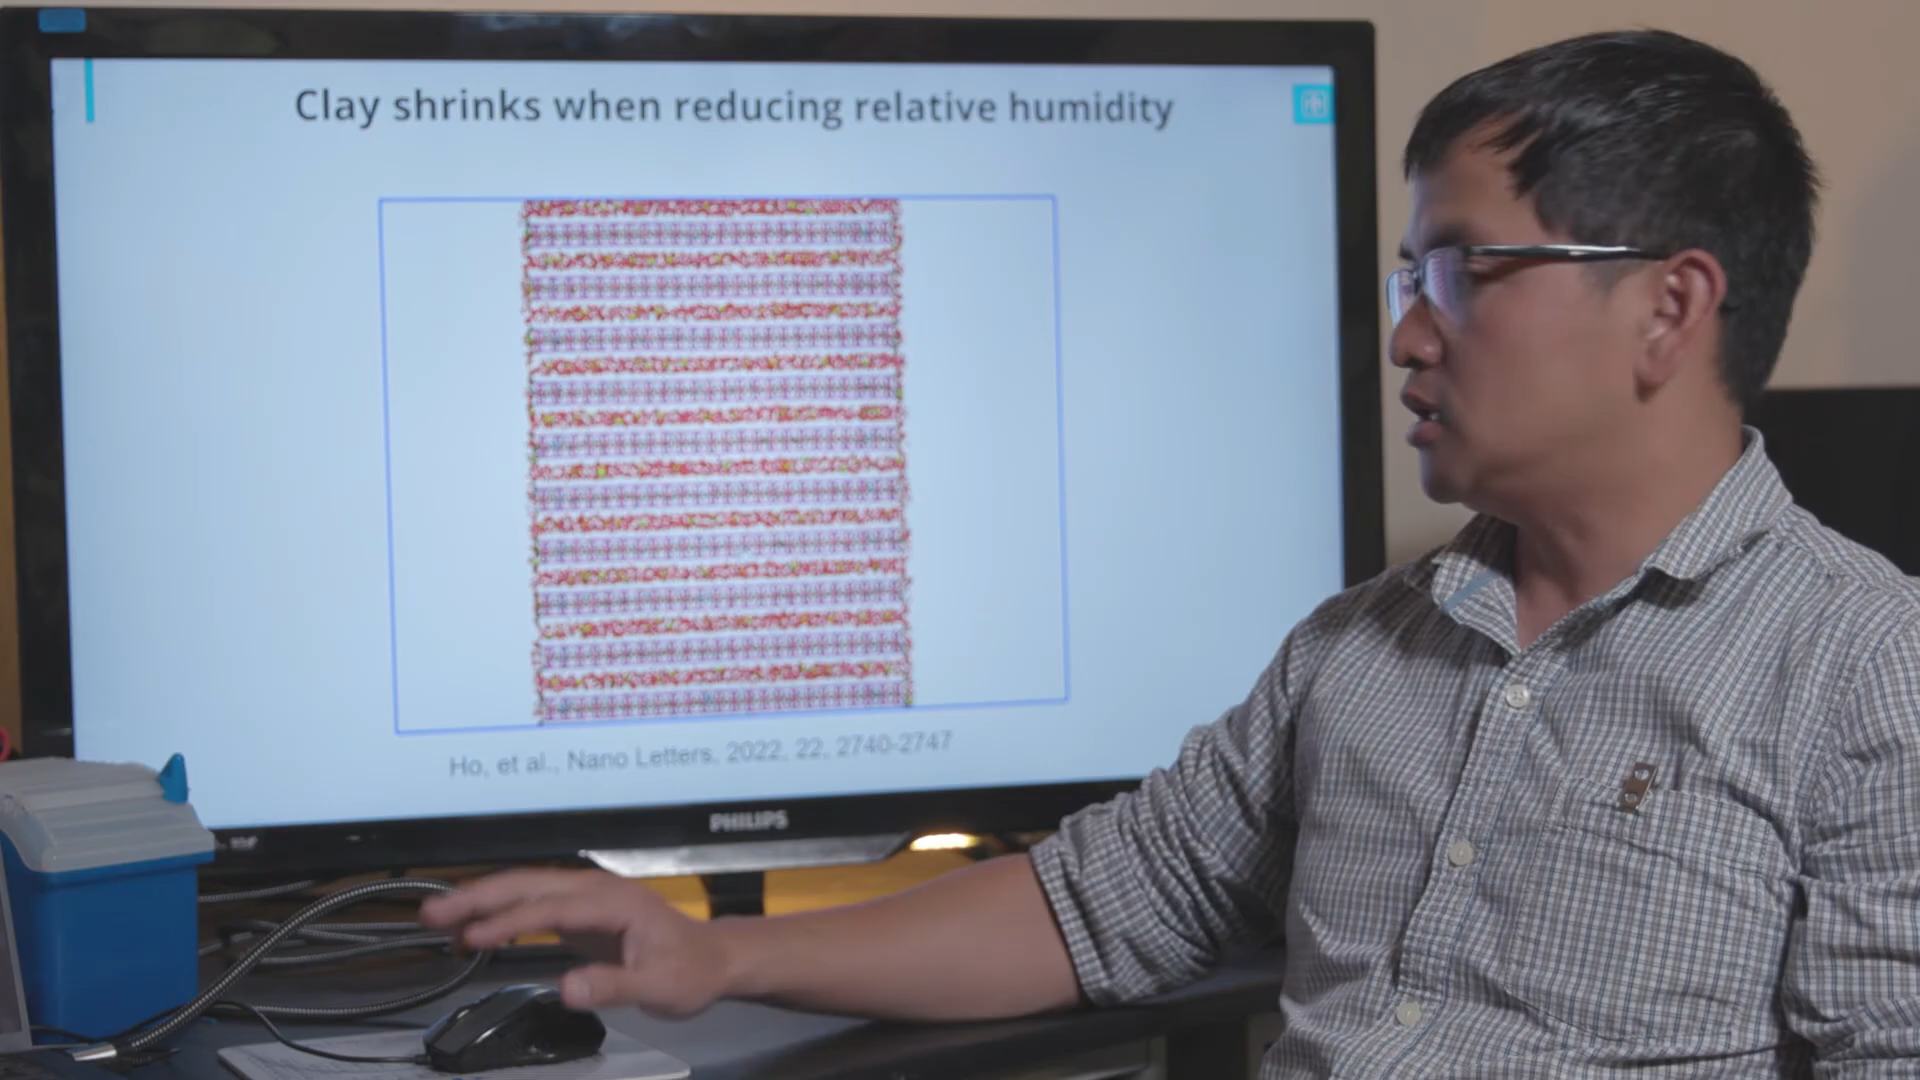 Clay shrinks when reducing relative humidity
Ho, et al., Nano Letters, 2022, 22, 2740-2747
PHILIPS